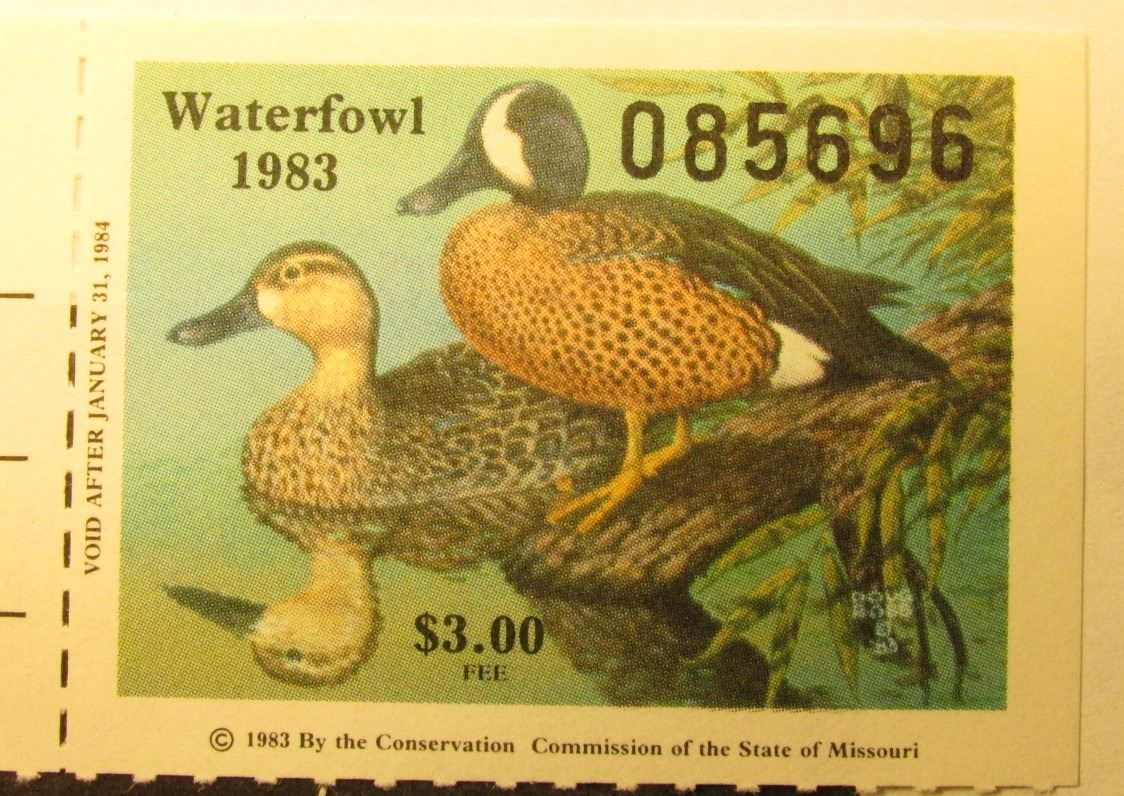 Waterfowl
1983
085696
VOID AFTER JANUARY 31, 1984
$3.00
FEE
© 1983 By the Conservation Commission of the State of Missouri